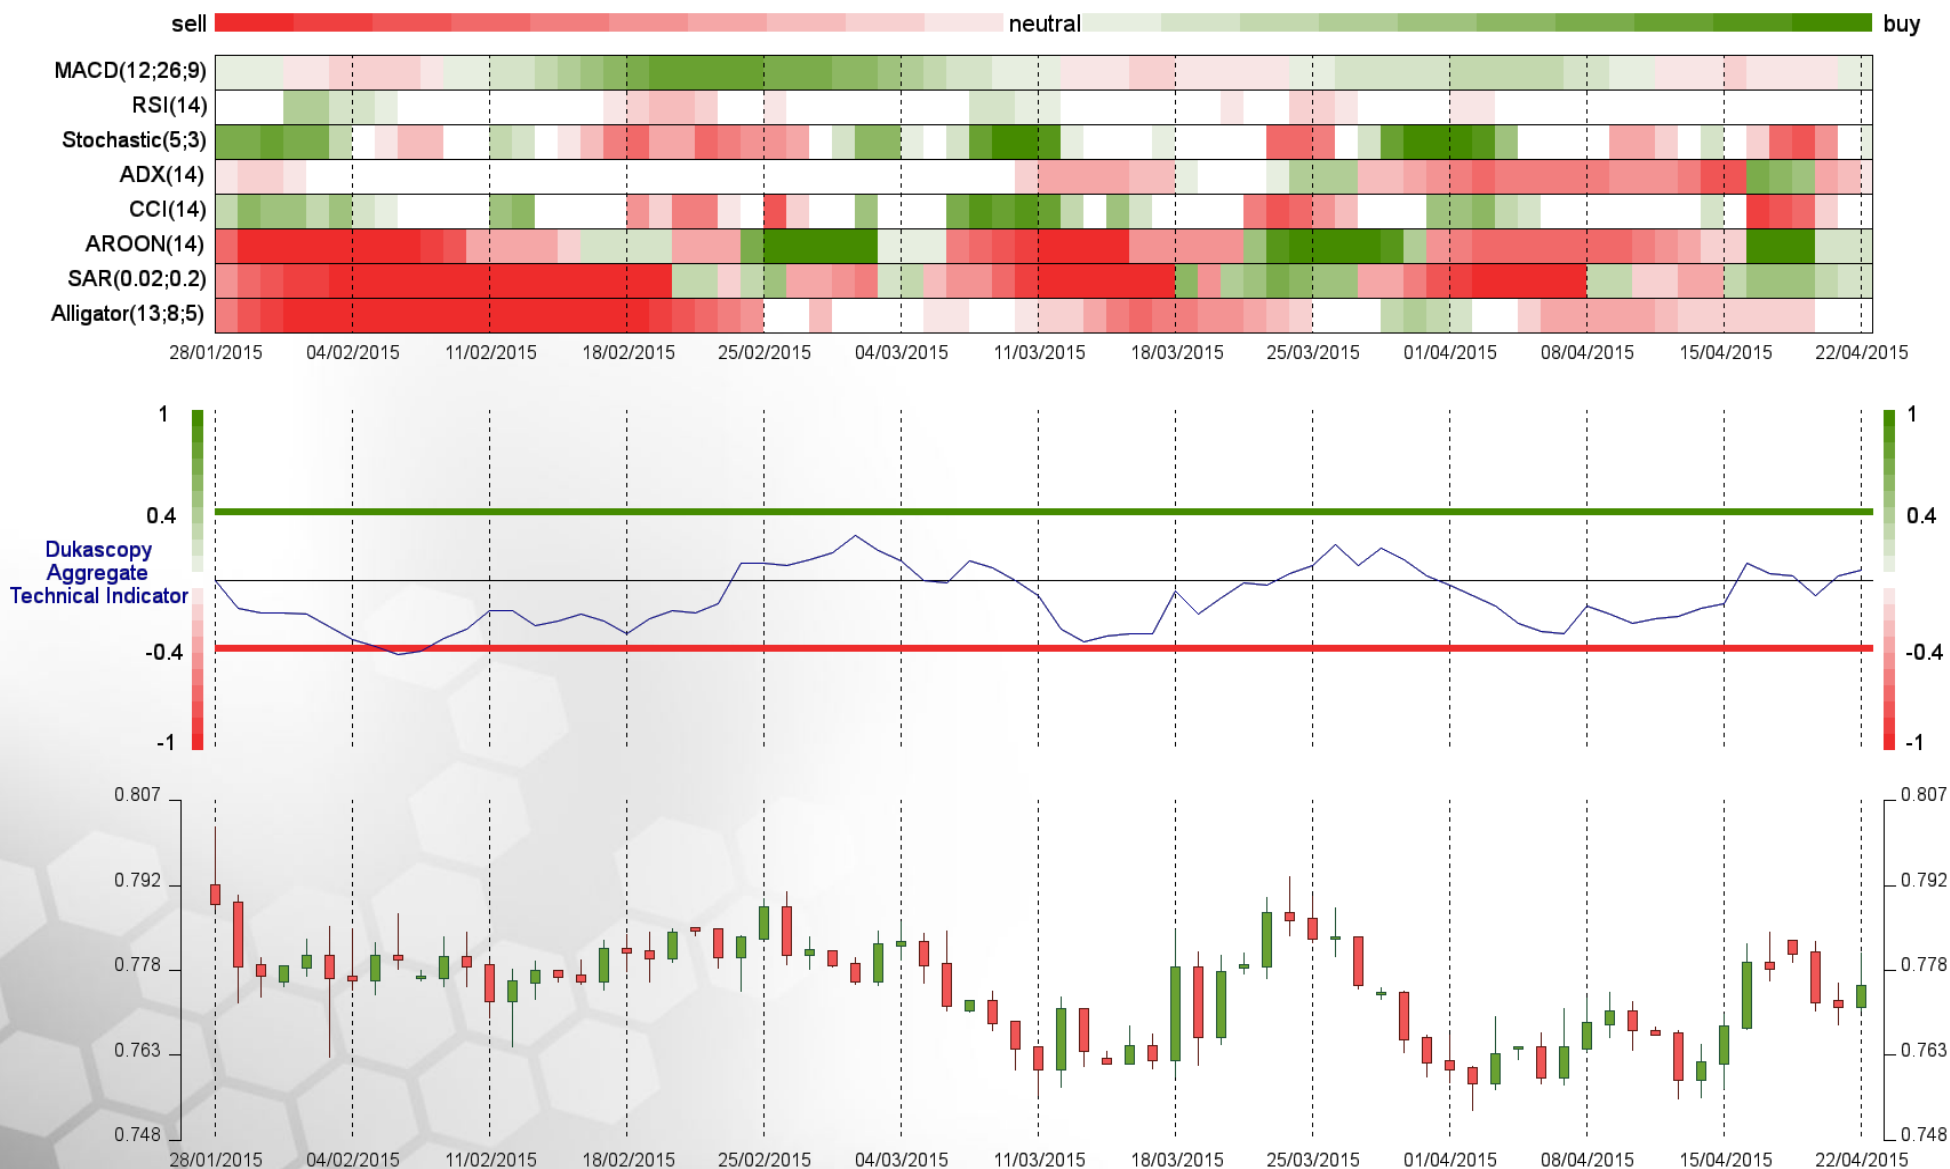 sell neutral buy
MACD(12;26;9)
RSI(14)
Stochastic(5;3)
ADX(14)
CCI(14)
AROON(14)
SAR(0.02;0.2)
Alligator(13;8;5)
28/01/2015 04/02/2015 11/02/2015 18/02/2015 25/02/2015 04/03/2015 11/03/2015 18/03/2015 25/03/2015 01/04/2015 08/04/2015 15/04/2015 22/04/2015
1 1
0.4 0.4
Dukascopy
Aggregate
Technical Indicator
-0.4 -0.4
-1 -1
0.807 0.807
0.792 0.792
0.778 0.778
0.763 0.763
0.748 0.748
28/01/2015 04/02/2015 11/02/2015 18/02/2015 25/02/2015 04/03/2015 11/03/2015 18/03/2015 25/03/2015 01/04/2015 08/04/2015 15/04/2015 22/04/2015